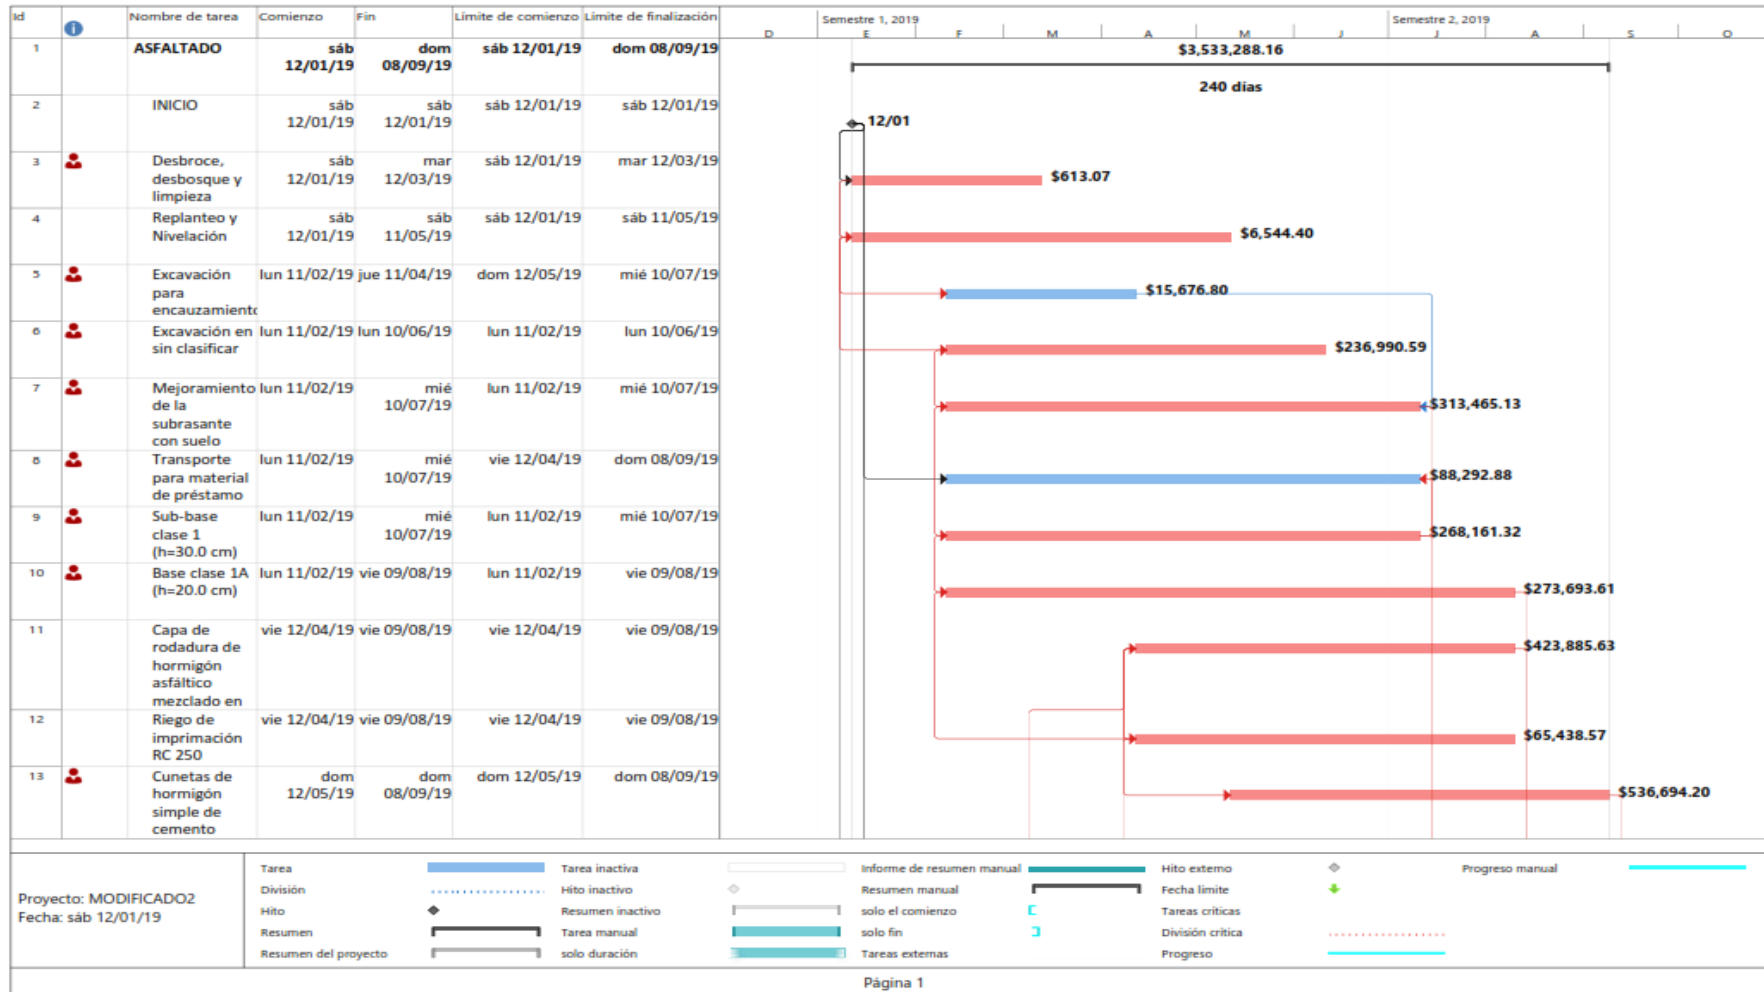 Id Nombre de tarea Comienzo Fin Límite de comienzo Límite de finalización
Semestre 1, 2019 Semestre 2, 2019
D E F M A M J J A S O
1 ASFALTADO sáb 12/01/19 dom 08/09/19 sáb 12/01/19 dom 08/09/19
$3,533,288.16
240 días
2 INICIO sáb 12/01/19 sáb 12/01/19 sáb 12/01/19 sáb 12/01/19
12/01
3 Desbroce, desbosque y limpieza sáb 12/01/19 mar 12/03/19 sáb 12/01/19 mar 12/03/19
$613.07
4 Replanteo y Nivelación sáb 12/01/19 sáb 11/05/19 sáb 12/01/19 sáb 11/05/19
$6,544.40
5 Excavación para encauzamiento lun 11/02/19 jue 11/04/19 dom 12/05/19 mié 10/07/19
$15,676.80
6 Excavación en sin clasificar lun 11/02/19 lun 10/06/19 lun 11/02/19 lun 10/06/19
$236,990.59
7 Mejoramiento de la subrasante con suelo lun 11/02/19 mié 10/07/19 lun 11/02/19 mié 10/07/19
$313,465.13
8 Transporte para material de préstamo lun 11/02/19 mié 10/07/19 vie 12/04/19 dom 08/09/19
$88,292.88
9 Sub-base clase 1 (h=30.0 cm) lun 11/02/19 mié 10/07/19 lun 11/02/19 mié 10/07/19
$268,161.32
10 Base clase 1A (h=20.0 cm) lun 11/02/19 vie 09/08/19 lun 11/02/19 vie 09/08/19
$273,693.61
11 Capa de rodadura de hormigón asfáltico mezclado en vie 12/04/19 vie 09/08/19 vie 12/04/19 vie 09/08/19
$423,885.63
12 Riego de imprimación RC 250 vie 12/04/19 vie 09/08/19 vie 12/04/19 vie 09/08/19
$65,438.57
13 Cunetas de hormigón simple de cemento dom 12/05/19 dom 08/09/19 dom 12/05/19 dom 08/09/19
$536,694.20
Proyecto: MODIFICADO2
Fecha: sáb 12/01/19
Tarea Tarea inactiva Informe de resumen manual Hito externo Progreso manual
División Hito inactivo Resumen manual Fecha límite
Hito Resumen inactivo solo el comienzo Tareas críticas
Resumen Tarea manual solo fin División crítica
Resumen del proyecto solo duración Tareas externas Progreso
Página 1